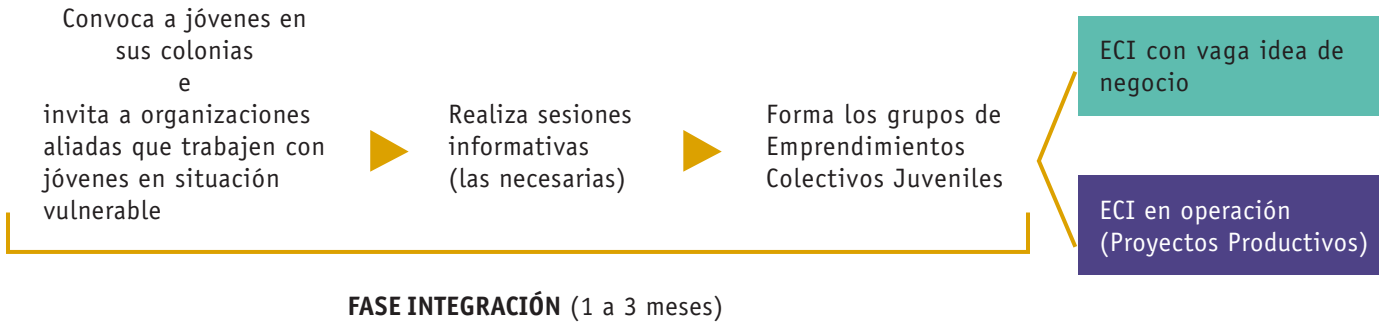 Convoca a jóvenes en
sus colonias
e
invita a organizaciones
aliadas que trabajen con
jóvenes en situación
vulnerable
Realiza sesiones
informativas
(las necesarias)
Forma los grupos de
Emprendimientos
Colectivos Juveniles
ECI con vaga idea de
negocio
ECI en operación
(Proyectos Productivos)
FASE INTEGRACIÓN (1 a 3 meses)